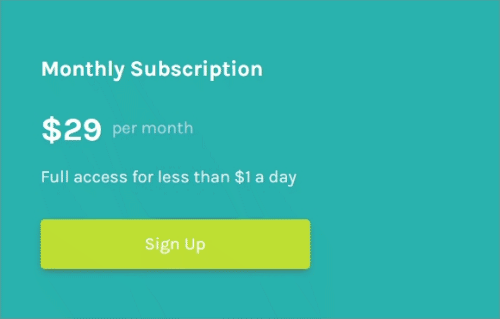 Monthly Subscription
$29 per month
Full access for less than $1 a day
Sign Up